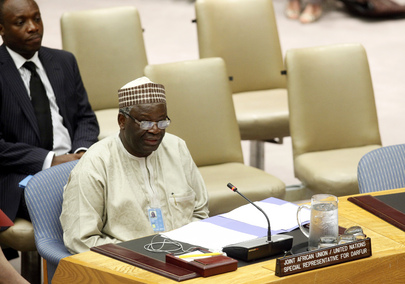 JOINT AFRICAN UNION / UNITED NATIONS
SPECIAL REPRESENTATIVE FOR DARFUR